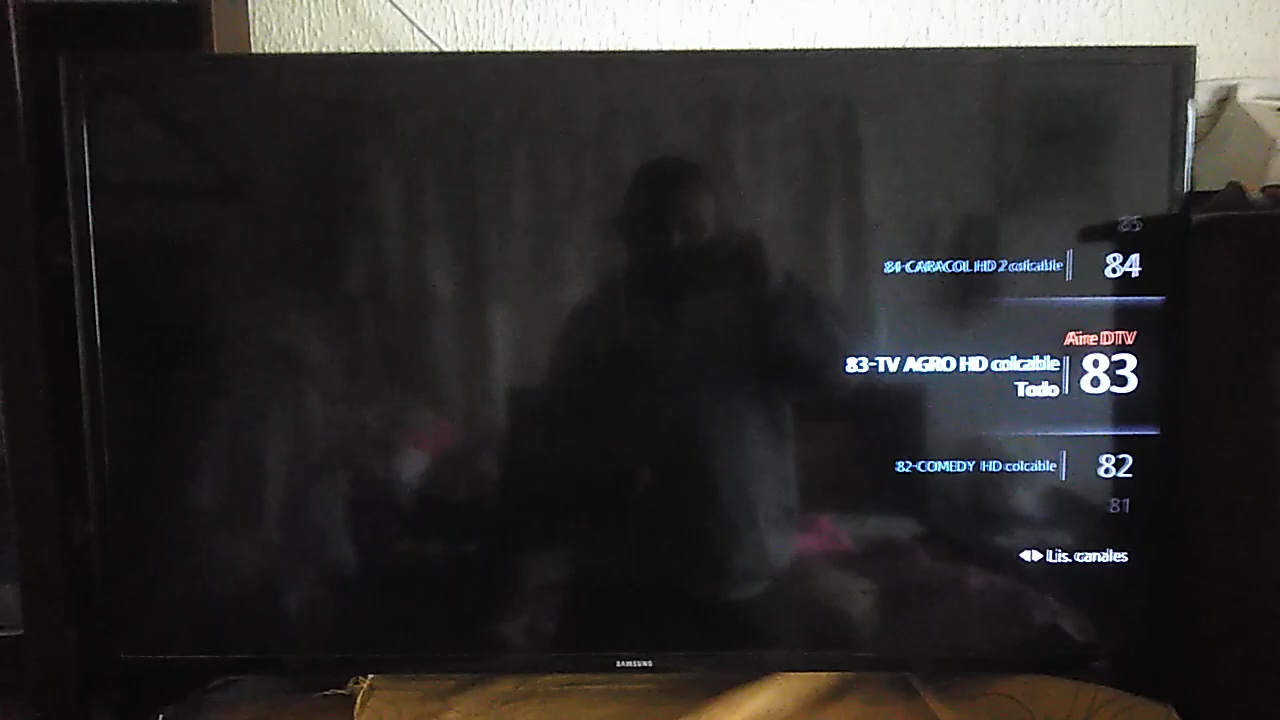 85
84-CARACOL HD 2 colcable 84
Aire DTV
83-TV AGRO HD colcable 83
Todo
82-COMEDY HD colcable 82
81
◀▶ Lis. canales
SAMSUNG